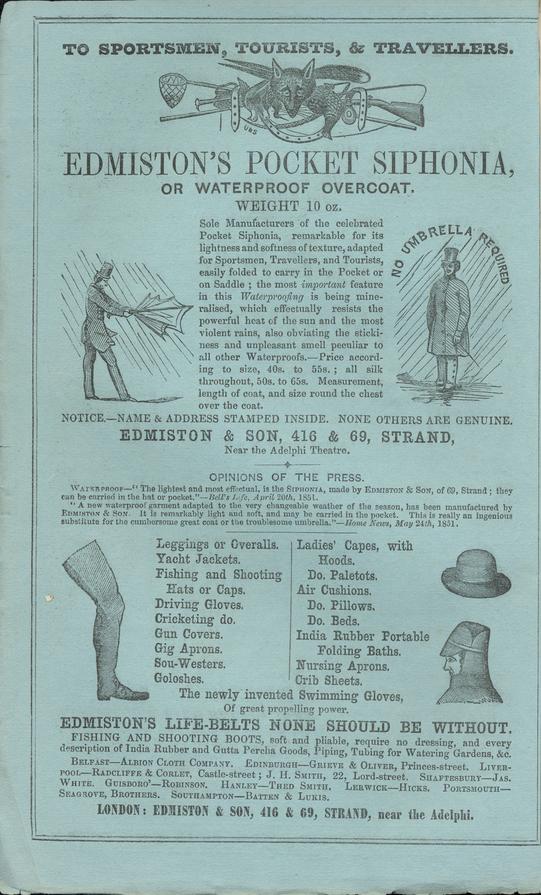 TO SPORTSMEN, TOURISTS, & TRAVELLERS.
UBS
EDMISTON'S POCKET SIPHONIA,
OR WATERPROOF OVERCOAT.
WEIGHT 10 oz.
Sole Manufacturers of the celebrated
Pocket Siphonia, remarkable for its
lightness and softness of texture, adapted
for Sportsmen, Travellers, and Tourists,
easily folded to carry in the Pocket or
on Saddle ; the most important feature
in this Waterproofing is being mine-
ralised, which effectually resists the
powerful heat of the sun and the most
violent rains, also obviating the sticki-
ness and unpleasant smell peculiar to
all other Waterproofs.—Price accord-
ing to size, 40s. to 55s. ; all silk
throughout, 50s. to 65s. Measurement,
length of coat, and size round the chest
over the coat.
NO UMBRELLA REQUIRED
NOTICE.—NAME & ADDRESS STAMPED INSIDE. NONE OTHERS ARE GENUINE.
EDMISTON & SON, 416 & 69, STRAND,
Near the Adelphi Theatre.
OPINIONS OF THE PRESS.
WATERPROOF—"The lightest and most effectual, is the SIPHONIA, made by EDMISTON & SON, of 69, Strand ; they
can be carried in the hat or pocket."—Bell's Life, April 20th, 1851.
"A new waterproof garment adapted to the very changeable weather of the season, has been manufactured by
EDMISTON & SON. It is remarkably light and soft, and may be carried in the pocket. This is really an ingenious
substitute for the cumbersome great coat or the troublesome umbrella."—Home News, May 24th, 1851.
Leggings or Overalls.
Yacht Jackets.
Fishing and Shooting
Hats or Caps.
Driving Gloves.
Cricketing do.
Gun Covers.
Gig Aprons.
Sou-Westers.
Goloshes.
Ladies' Capes, with
Hoods.
Do. Paletots.
Air Cushions.
Do. Pillows.
Do. Beds.
India Rubber Portable
Folding Baths.
Nursing Aprons.
Crib Sheets.
The newly invented Swimming Gloves,
Of great propelling power.
EDMISTON'S LIFE-BELTS NONE SHOULD BE WITHOUT.
FISHING AND SHOOTING BOOTS, soft and pliable, require no dressing, and every
description of India Rubber and Gutta Percha Goods, Piping, Tubing for Watering Gardens, &c.
BELFAST—ALBION CLOTH COMPANY. EDINBURGH—GRIEVE & OLIVER, Princes-street. LIVER-
POOL—RADCLIFFE & CORLET, Castle-street ; J. H. SMITH, 22, Lord-street. SHAFTESBURY—JAS.
WHITE. GUISBORO'—ROBINSON. HANLEY—THED SMITH. LERWICK—HICKS. PORTSMOUTH—
SEAGROVE, BROTHERS. SOUTHAMPTON—BATTEN & LUKIS.
LONDON: EDMISTON & SON, 416 & 69, STRAND, near the Adelphi.